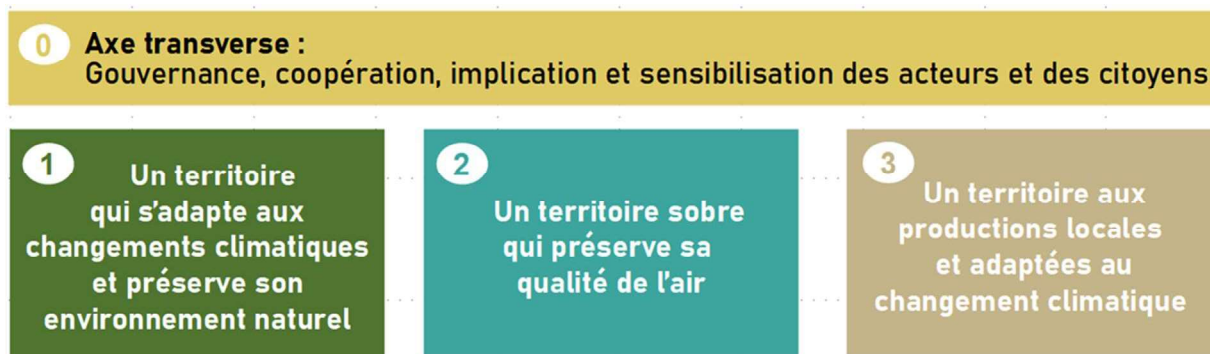 0
Axe transverse :
Gouvernance, coopération, implication et sensibilisation des acteurs et des citoyens
1
Un territoire
qui s'adapte aux
changements climatiques
et préserve son
environnement naturel
2
Un territoire sobre
qui préserve sa
qualité de l'air
3
Un territoire aux
productions locales
et adaptées au
changement climatique